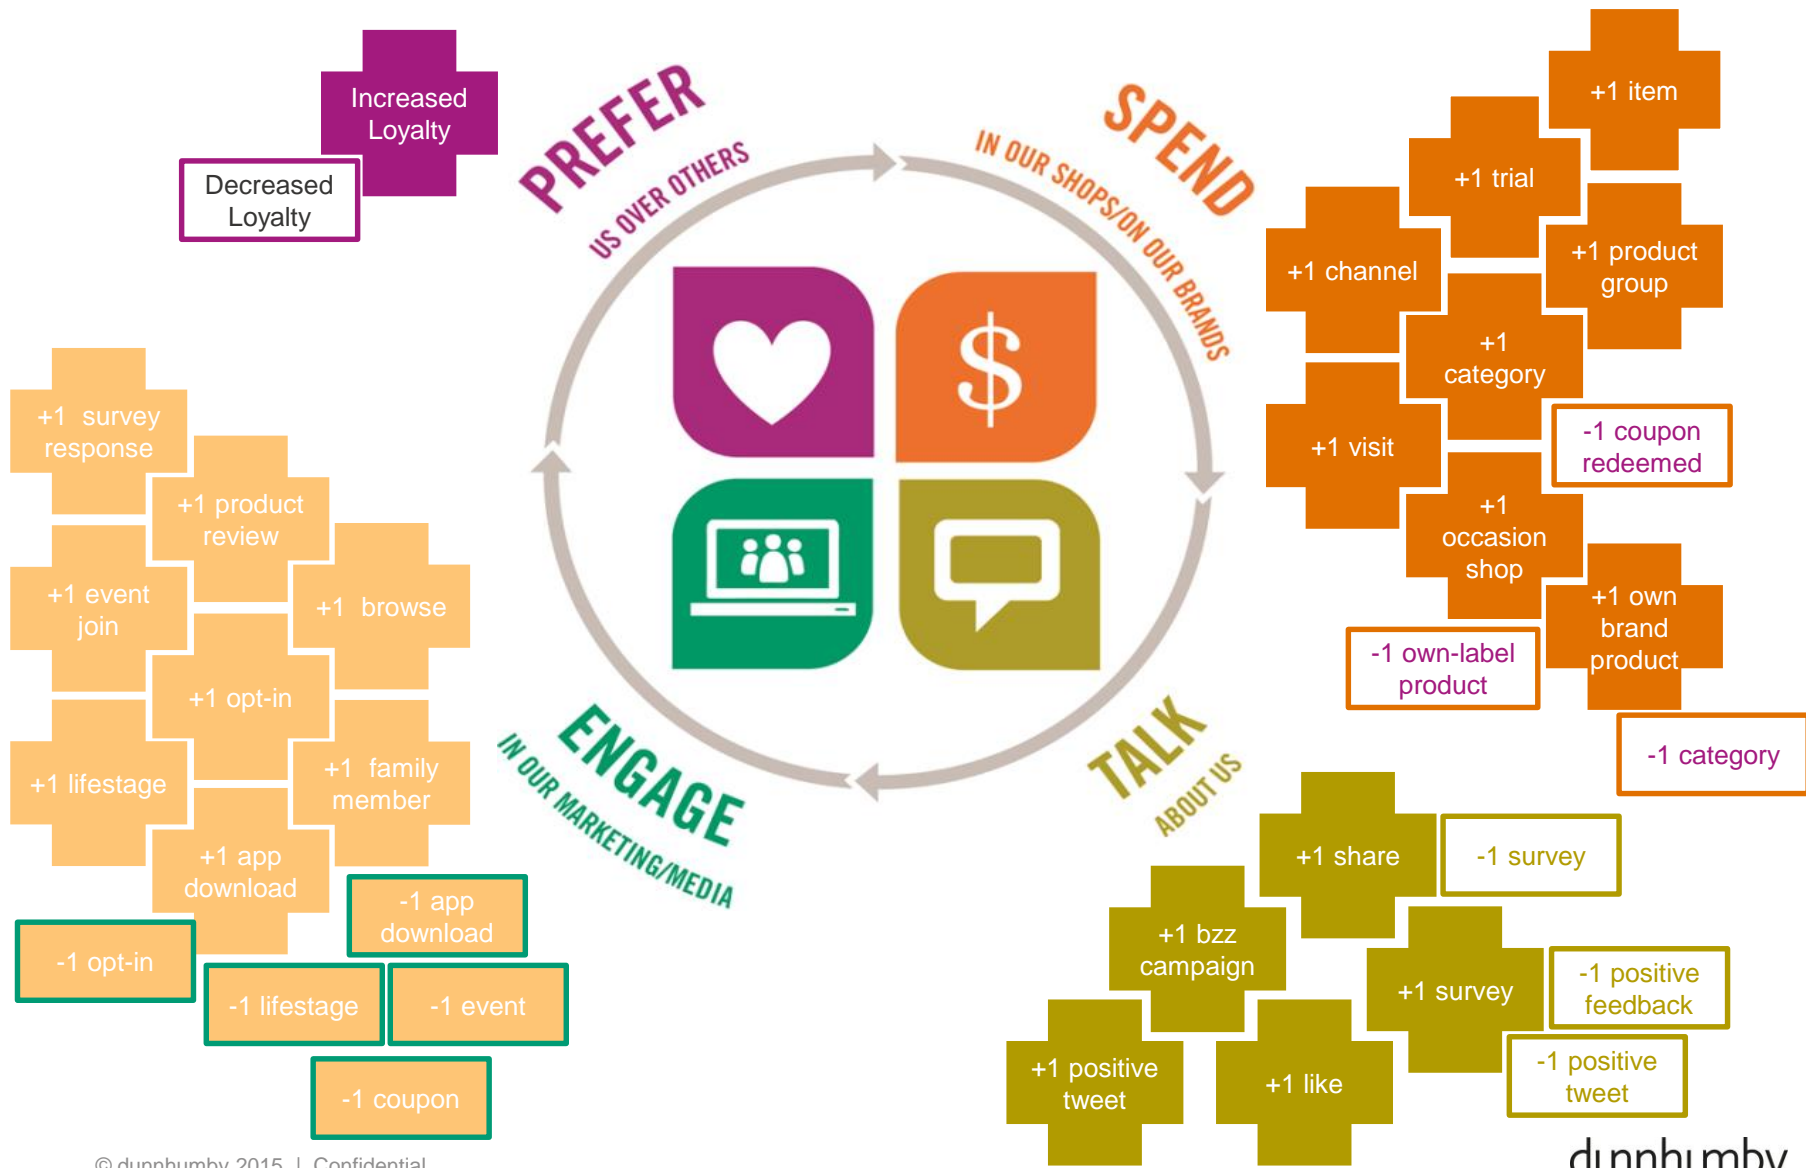 Increased
Loyalty
Decreased
Loyalty
PREFER
US OVER OTHERS
SPEND
IN OUR SHOPS/ON OUR BRANDS
+1 item
+1 trial
+1 channel
+1 product
group
+1
category
+1 visit
-1 coupon
redeemed
+1
occasion
shop
+1 own
brand
product
-1 own-label
product
-1 category
$
+1 survey
response
+1 product
review
+1 event
join
+1 browse
+1 opt-in
+1 lifestage
+1 family
member
+1 app
download
-1 app
download
-1 opt-in
-1 lifestage
-1 event
-1 coupon
ENGAGE
IN OUR MARKETING/MEDIA
TALK
ABOUT US
+1 share
-1 survey
+1 bzz
campaign
+1 survey
-1 positive
feedback
+1 positive
tweet
+1 like
-1 positive
tweet
© dunnhumby 2015 | Confidential
dunnhumby